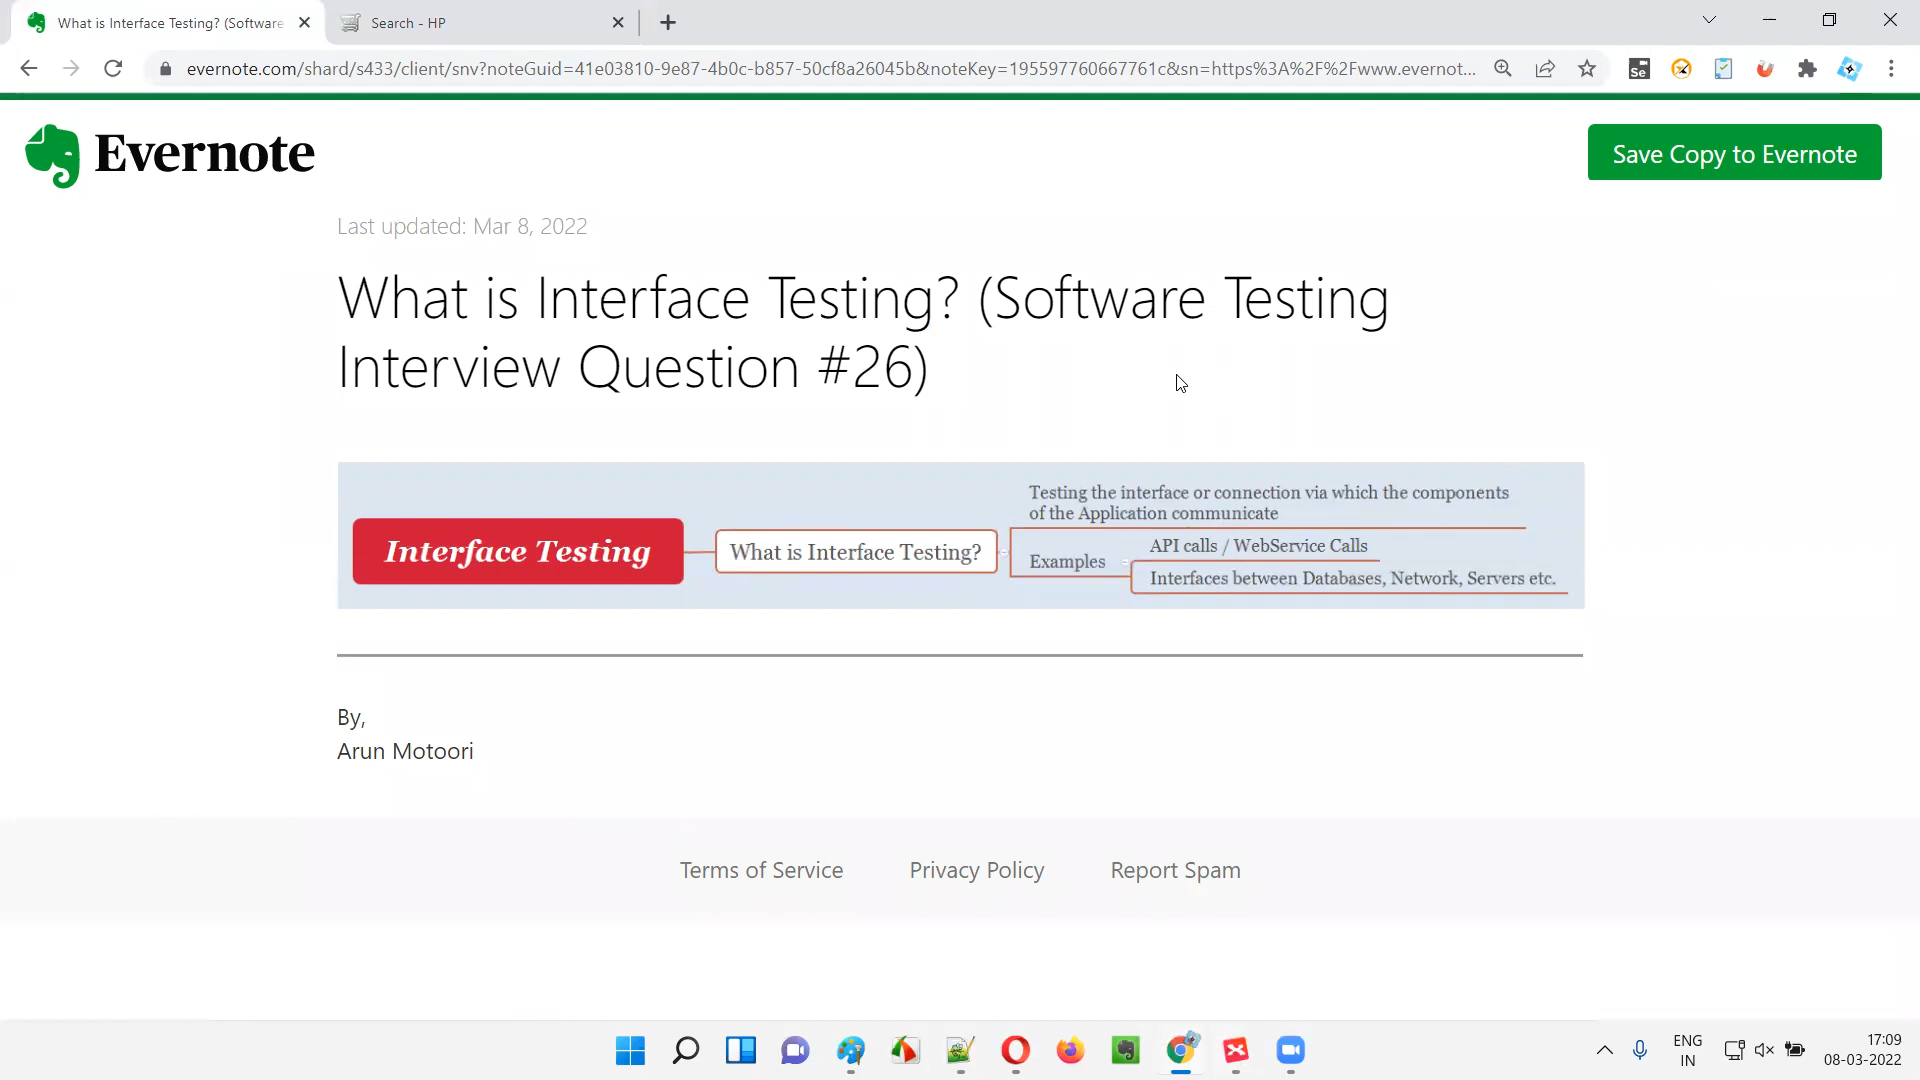 What is Interface Testing? (Software
Search - HP
evernote.com/shard/s433/client/snv?noteGuid=41e03810-9e87-4b0c-b857-50cf8a26045b&noteKey=195597760667761c&sn=https%3A%2F%2Fwww.evernot...
Se
Evernote
Save Copy to Evernote
Last updated: Mar 8, 2022
What is Interface Testing? (Software Testing
Interview Question #26)
Interface Testing
What is Interface Testing?
Testing the interface or connection via which the components
of the Application communicate
Examples
API calls / WebService Calls
Interfaces between Databases, Network, Servers etc.
By,
Arun Motoori
Terms of Service Privacy Policy Report Spam
ENG
IN
17:09
08-03-2022